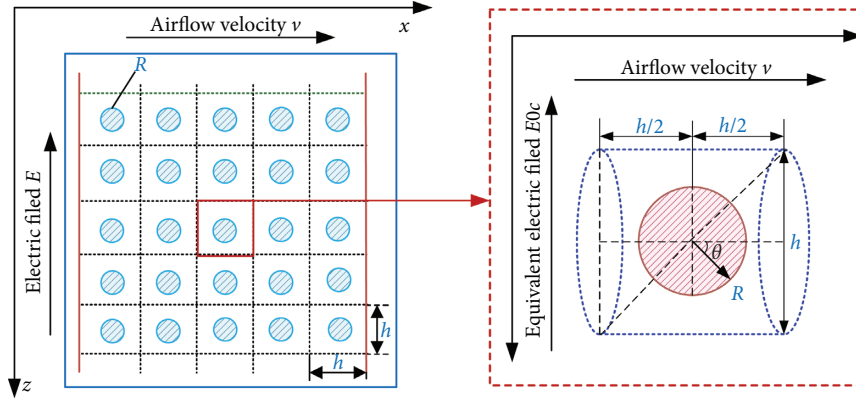 Airflow velocity v
x
R
Electric filed E
h
h
z
Airflow velocity v
Equivalent electric filed E0c
h/2
h/2
h
θ
R